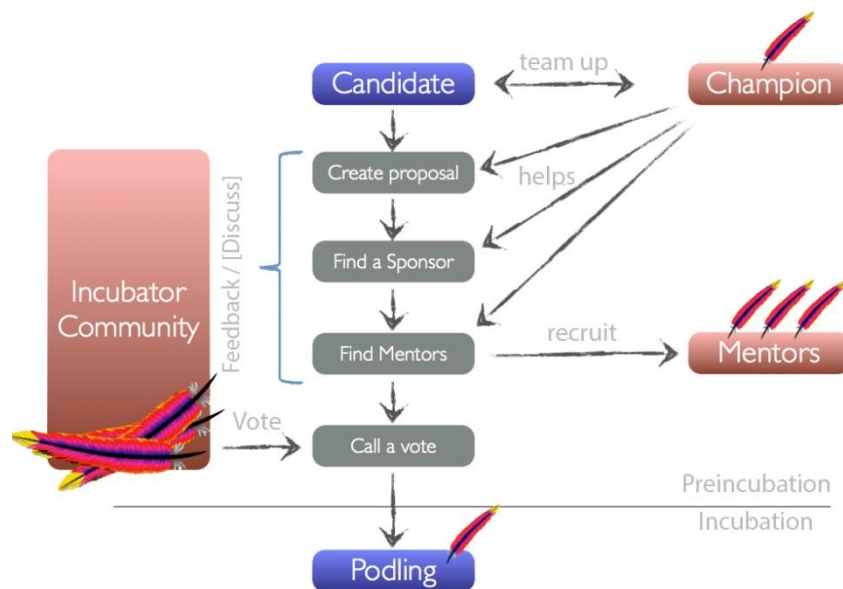 Candidate
team up
Champion
Create proposal
helps
Feedback / [Discuss]
Find a Sponsor
Incubator
Community
Find Mentors
recruit
Mentors
Vote
Call a vote
Preincubation
Incubation
Podling